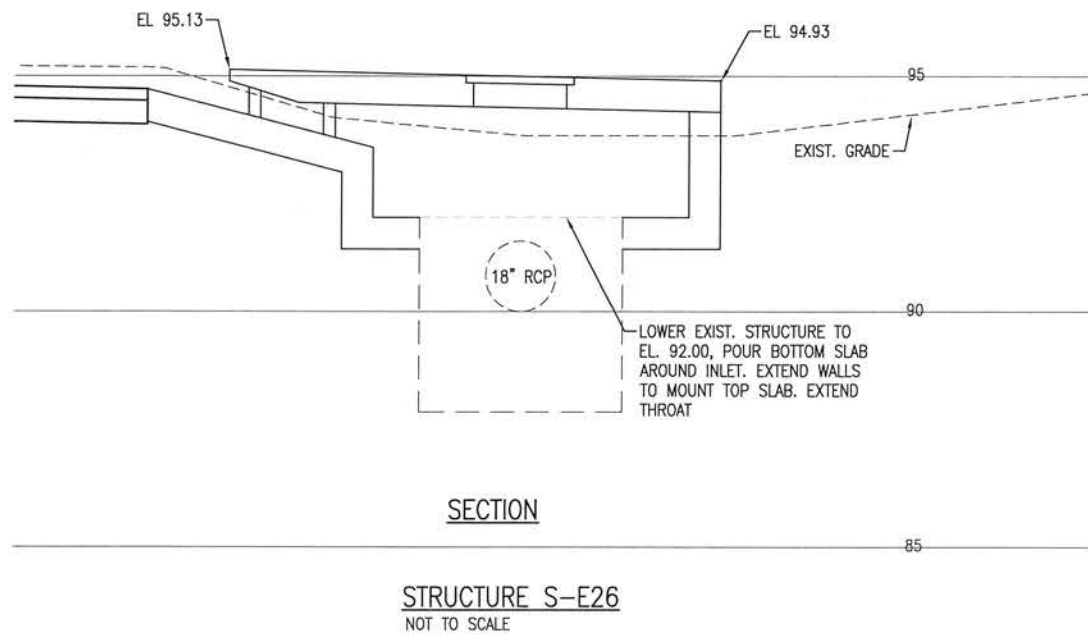 EL 95.13
EL 94.93
95
EXIST. GRADE
18" RCP
90
LOWER EXIST. STRUCTURE TO
EL. 92.00, POUR BOTTOM SLAB
AROUND INLET. EXTEND WALLS
TO MOUNT TOP SLAB. EXTEND
THROAT
SECTION
85
STRUCTURE S-E26
NOT TO SCALE